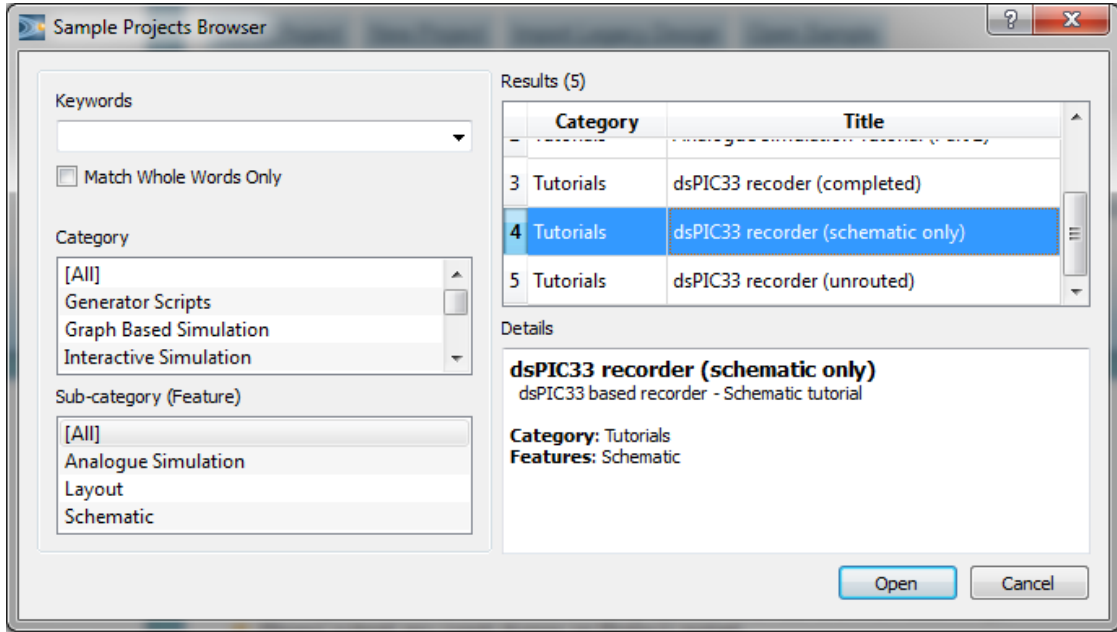 Sample Projects Browser
Keywords
Match Whole Words Only
Category
[All]
Generator Scripts
Graph Based Simulation
Interactive Simulation
Sub-category (Feature)
[All]
Analogue Simulation
Layout
Schematic
Results (5)
Category Title
3 Tutorials dsPIC33 recoder (completed)
4 Tutorials dsPIC33 recorder (schematic only)
5 Tutorials dsPIC33 recorder (unrouted)
Details
dsPIC33 recorder (schematic only)
dsPIC33 based recorder - Schematic tutorial
Category: Tutorials
Features: Schematic
Open Cancel